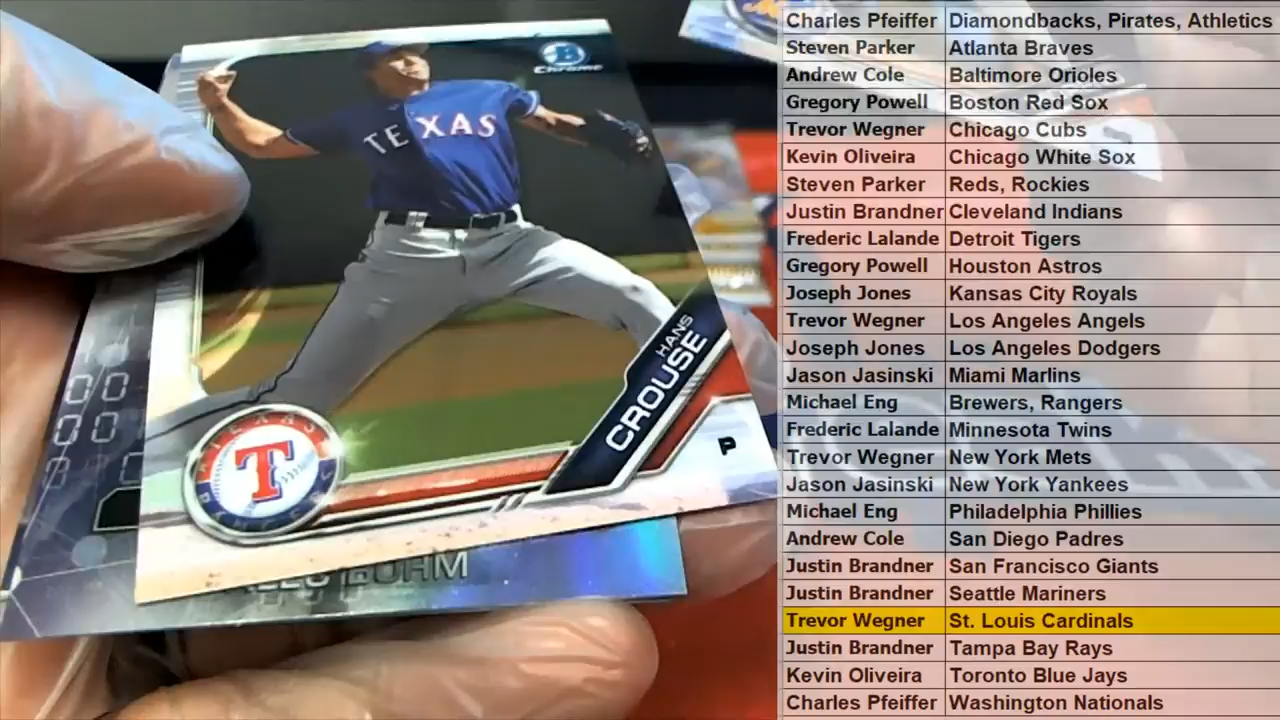 B
Chrome
TEXAS
HANS
CROUSE
P
TEXAS
T
BOHM
Charles Pfeiffer Diamondbacks, Pirates, Athletics
Steven Parker Atlanta Braves
Andrew Cole Baltimore Orioles
Gregory Powell Boston Red Sox
Trevor Wegner Chicago Cubs
Kevin Oliveira Chicago White Sox
Steven Parker Reds, Rockies
Justin Brandner Cleveland Indians
Frederic Lalande Detroit Tigers
Gregory Powell Houston Astros
Joseph Jones Kansas City Royals
Trevor Wegner Los Angeles Angels
Joseph Jones Los Angeles Dodgers
Jason Jasinski Miami Marlins
Michael Eng Brewers, Rangers
Frederic Lalande Minnesota Twins
Trevor Wegner New York Mets
Jason Jasinski New York Yankees
Michael Eng Philadelphia Phillies
Andrew Cole San Diego Padres
Justin Brandner San Francisco Giants
Justin Brandner Seattle Mariners
Trevor Wegner St. Louis Cardinals
Justin Brandner Tampa Bay Rays
Kevin Oliveira Toronto Blue Jays
Charles Pfeiffer Washington Nationals